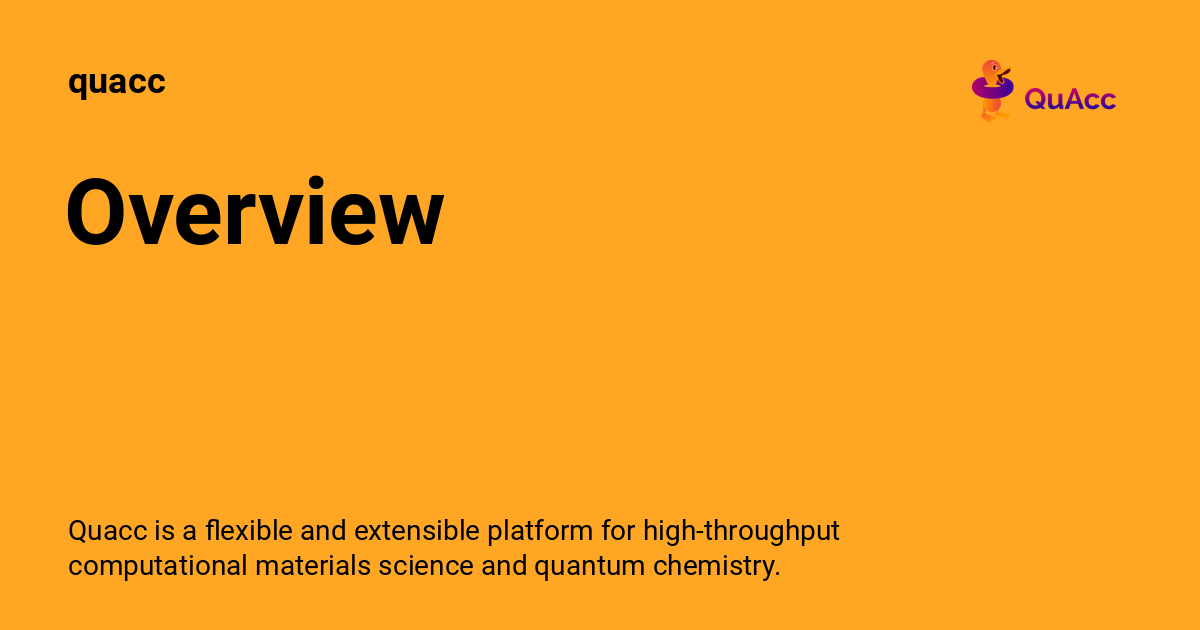 quacc
QuAcc
Overview
Quacc is a flexible and extensible platform for high-throughput
computational materials science and quantum chemistry.